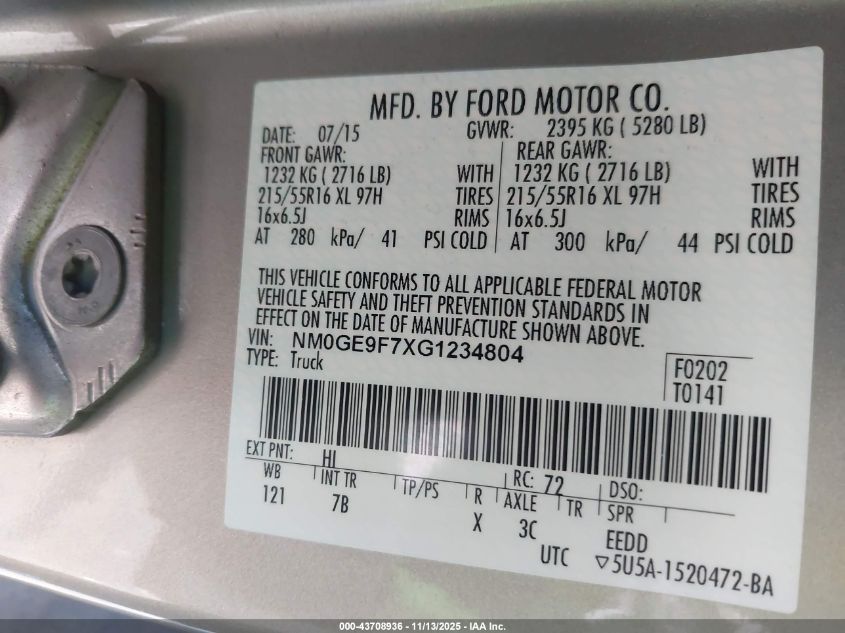 MFD. BY FORD MOTOR CO.
DATE: 07/15 GVWR: 2395 KG ( 5280 LB)
FRONT GAWR: REAR GAWR:
1232 KG ( 2716 LB) WITH 1232 KG ( 2716 LB) WITH
215/55R16 XL 97H TIRES 215/55R16 XL 97H TIRES
16x6.5J RIMS 16x6.5J RIMS
AT 280 kPa/ 41 PSI COLD AT 300 kPa/ 44 PSI COLD
THIS VEHICLE CONFORMS TO ALL APPLICABLE FEDERAL MOTOR
VEHICLE SAFETY AND THEFT PREVENTION STANDARDS IN
EFFECT ON THE DATE OF MANUFACTURE SHOWN ABOVE.
VIN: NM0GE9F7XG1234804
TYPE: Truck
F0202
T0141
EXT PNT: HI RC: 72 DSO:
WB INT TR TP/PS R AXLE TR SPR
121 7B X 3C EEDD
UTC ▽5U5A-1520472-BA
000-43708936 - 11/13/2025 - IAA Inc.